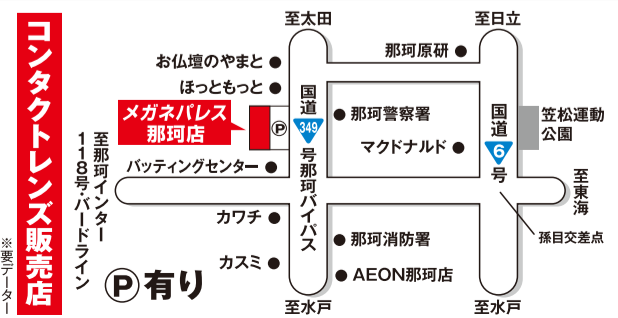 コンタクトレンズ販売店
※要データー
至太田
至日立
お仏壇のやまと
那珂原研
ほっともっと
メガネパレス
那珂店
P
国道
349
号那珂バイパス
那珂警察署
マクドナルド
国道
6
号
笠松運動
公園
バッティングセンター
至那珂インター
118号・バードライン
至東海
カワチ
那珂消防署
孫目交差点
カスミ
AEON那珂店
P有り
至水戸
至水戸